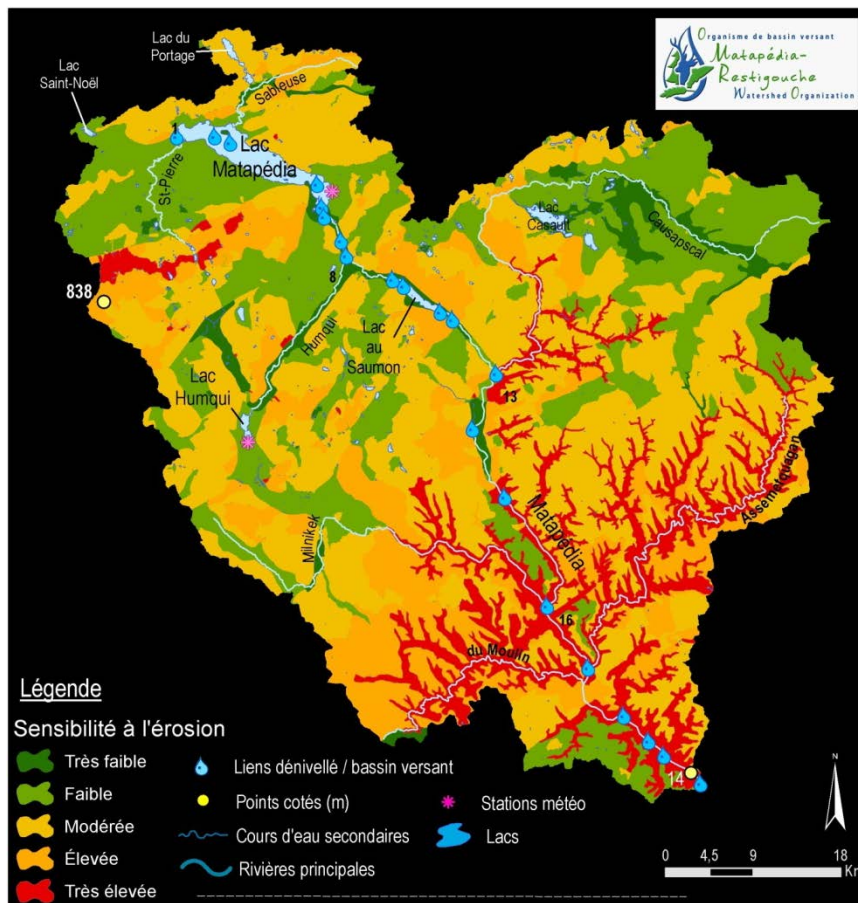 Organisme de bassin versant
Matapédia-
Restigouche
Watershed Organization
Lac du
Portage
Lac
Saint-Noël
Sableuse
1
Lac
Matapédia
St-Pierre
Lac
Casault
Causapscal
838
8
Humqui
Lac
au
Saumon
Lac
Humqui
13
Matapédia
Assemetquagan
Milnikek
16
du Moulin
14
Légende
Sensibilité à l'érosion
Très faible
Faible
Modérée
Élevée
Très élevée
Liens dénivellé / bassin versant
Points cotés (m)
Stations météo
Cours d'eau secondaires
Lacs
Rivières principales
N
0 4,5 9 18
Km